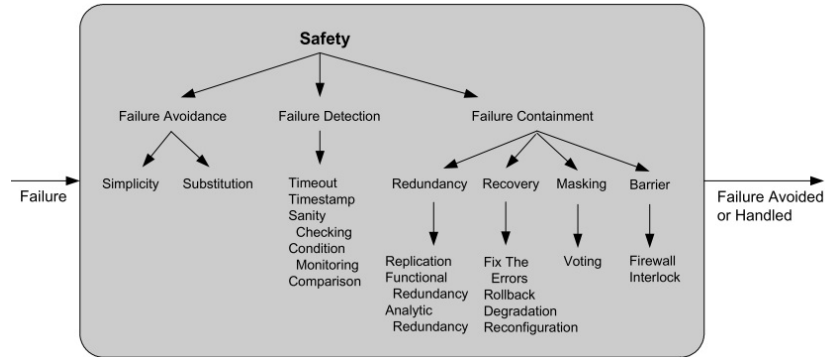 Safety
Failure Avoidance
Failure Detection
Failure Containment
Simplicity
Substitution
Timeout
Timestamp
Sanity
Checking
Condition
Monitoring
Comparison
Redundancy
Recovery
Masking
Barrier
Replication
Functional
Redundancy
Analytic
Redundancy
Fix The
Errors
Rollback
Degradation
Reconfiguration
Voting
Firewall
Interlock
Failure
Failure Avoided
or Handled